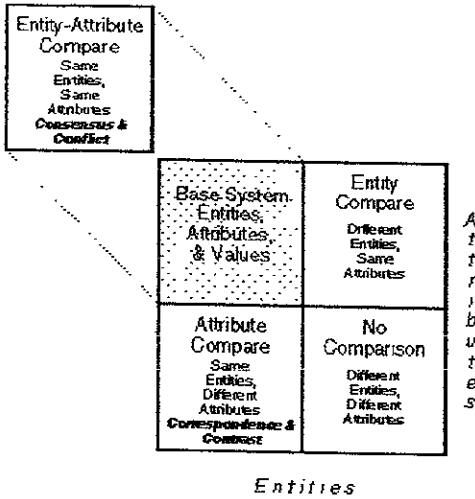 Entity-Attribute
Compare
Same
Entities,
Same
Attributes
Consensus &
Conflict
Base System
Entities,
Attributes,
& Values
Entity
Compare
Different
Entities,
Same
Attributes
Attribute
Compare
Same
Entities,
Different
Attributes
Correspondence &
Contrast
No
Comparison
Different
Entities,
Different
Attributes
Attributes
Entities